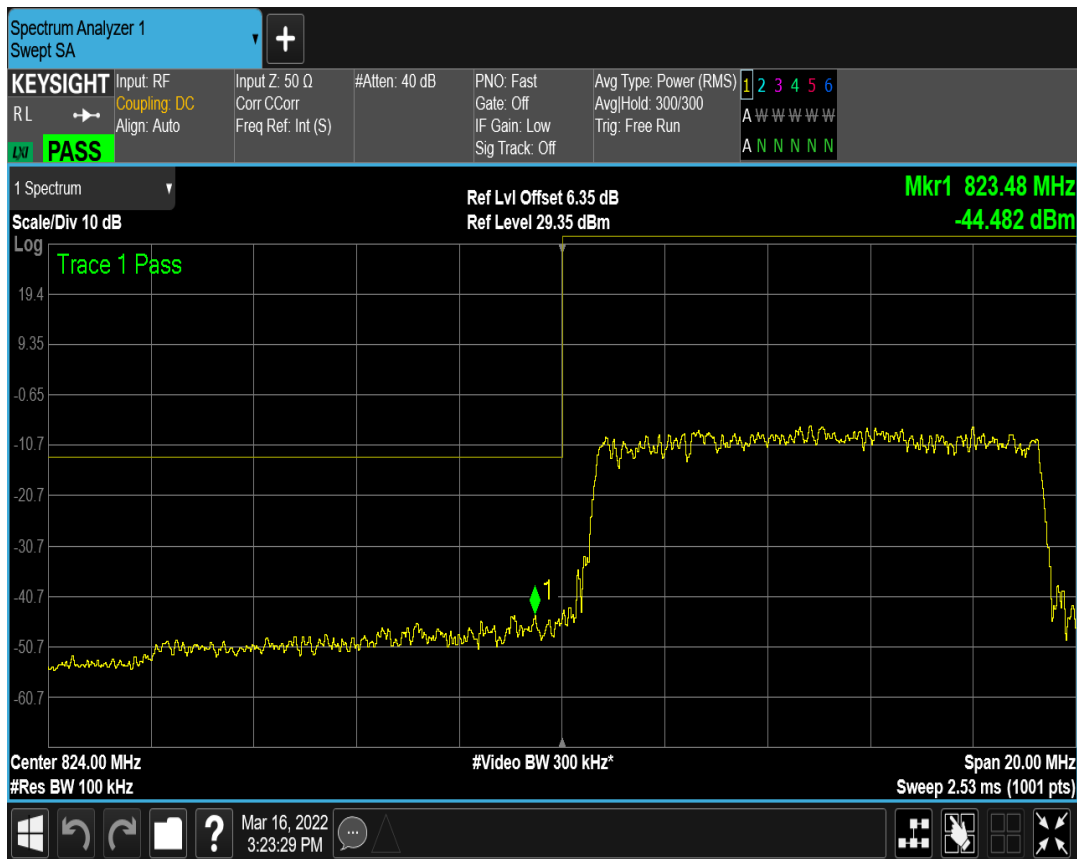 Spectrum Analyzer 1
Swept SA
+
KEYSIGHT Input: RF Input Z: 50 Ω #Atten: 40 dB PNO: Fast Avg Type: Power (RMS) 1 2 3 4 5 6
RL Coupling: DC Corr CCorr Gate: Off Avg|Hold: 300/300 A W W W W W
Align: Auto Freq Ref: Int (S) IF Gain: Low Trig: Free Run
LXI PASS Sig Track: Off A N N N N N
1 Spectrum Ref Lvl Offset 6.35 dB Mkr1 823.48 MHz
Scale/Div 10 dB Ref Level 29.35 dBm -44.482 dBm
Log
Trace 1 Pass
19.4
9.35
-0.65
-10.7
-20.7
-30.7
1
-40.7
-50.7
-60.7
Center 824.00 MHz #Video BW 300 kHz* Span 20.00 MHz
#Res BW 100 kHz Sweep 2.53 ms (1001 pts)
? Mar 16, 2022
3:23:29 PM